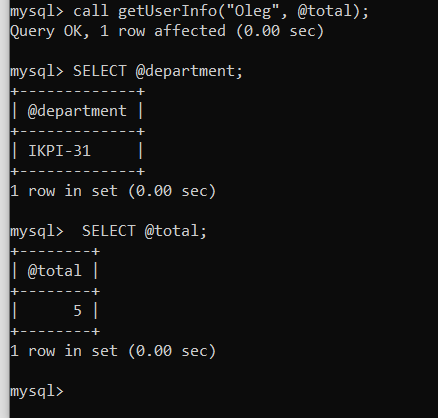 mysql> call getUserInfo("Oleg", @total);
Query OK, 1 row affected (0.00 sec)
mysql> SELECT @department;
+-------------+
| @department |
+-------------+
| IKPI-31     |
+-------------+
1 row in set (0.00 sec)
mysql>  SELECT @total;
+--------+
| @total |
+--------+
|      5 |
+--------+
1 row in set (0.00 sec)
mysql>